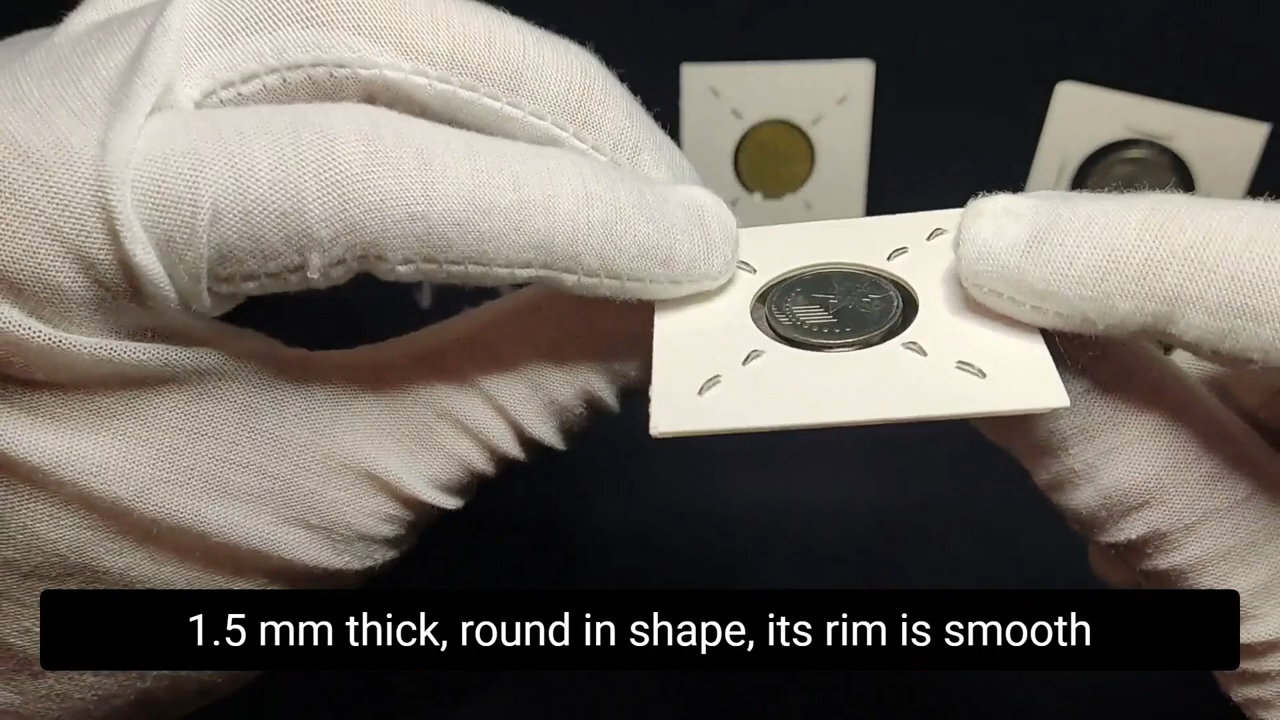 1.5 mm thick, round in shape, its rim is smooth